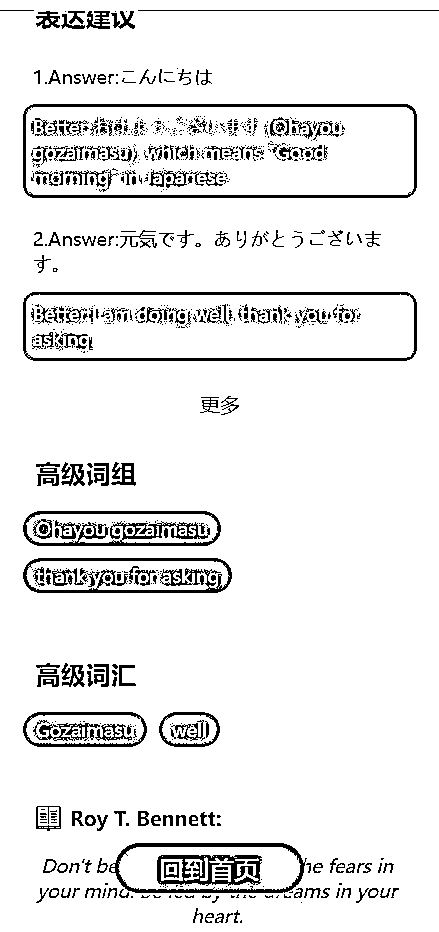 表达建议
1.Answer:こんにちは
Better:おはようございます (Ohayou
gozaimasu) which means "Good
morning" in Japanese.
2.Answer:元気です。ありがとうございま
す。
Better:I am doing well, thank you for
asking.
更多
高级词组
Ohayou gozaimasu
thank you for asking
高级词汇
Gozaimasu well
Roy T. Bennett:
Don't be he fears in
回到首页
your mind. Be led by the dreams in your
heart.